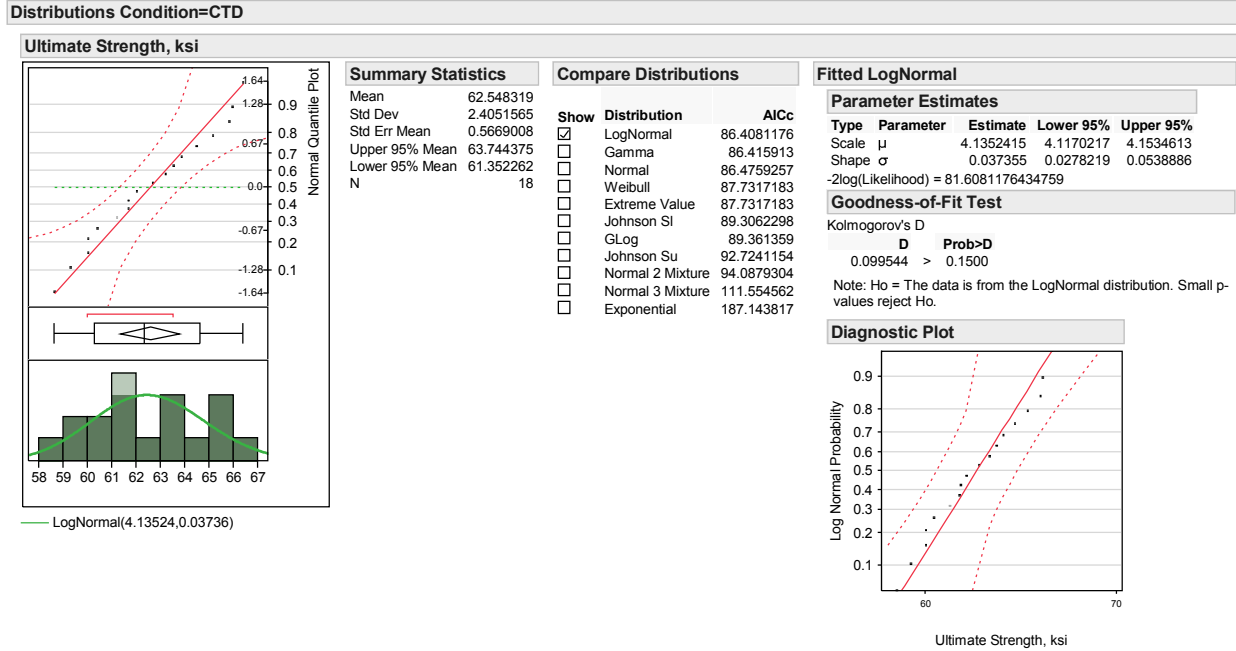 Distributions Condition=CTD
Ultimate Strength, ksi
1.64
1.28
0.67
0.0
-0.67
-1.28
-1.64
0.9
0.8
0.7
0.6
0.5
0.4
0.3
0.2
0.1
Normal Quantile Plot
58 59 60 61 62 63 64 65 66 67
LogNormal(4.13524,0.03736)
Summary Statistics
Mean 62.548319
Std Dev 2.4051565
Std Err Mean 0.5669008
Upper 95% Mean 63.744375
Lower 95% Mean 61.352262
N 18
Compare Distributions
Show Distribution AICc
LogNormal 86.4081176
Gamma 86.415913
Normal 86.4759257
Weibull 87.7317183
Extreme Value 87.7317183
Johnson Sl 89.3062298
GLog 89.361359
Johnson Su 92.7241154
Normal 2 Mixture 94.0879304
Normal 3 Mixture 111.554562
Exponential 187.143817
Fitted LogNormal
Parameter Estimates
Type Parameter Estimate Lower 95% Upper 95%
Scale μ 4.1352415 4.1170217 4.1534613
Shape σ 0.037355 0.0278219 0.0538886
-2log(Likelihood) = 81.6081176434759
Goodness-of-Fit Test
Kolmogorov's D
D Prob>D
0.099544 > 0.1500
Note: Ho = The data is from the LogNormal distribution. Small p-
values reject Ho.
Diagnostic Plot
Log Normal Probability
0.9
0.8
0.7
0.6
0.5
0.4
0.3
0.2
0.1
60 70
Ultimate Strength, ksi